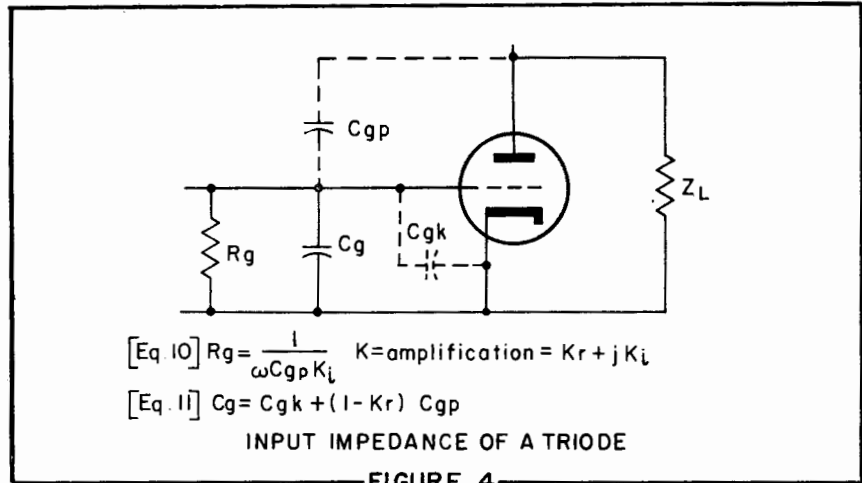 Cgp
ZL
Cgk
Rg
Cg
[Eq. 10] Rg = 1/ωCgpKi K=amplification = Kr + jKi
[Eq. 11] Cg = Cgk + (1-Kr) Cgp
INPUT IMPEDANCE OF A TRIODE
FIGURE 4